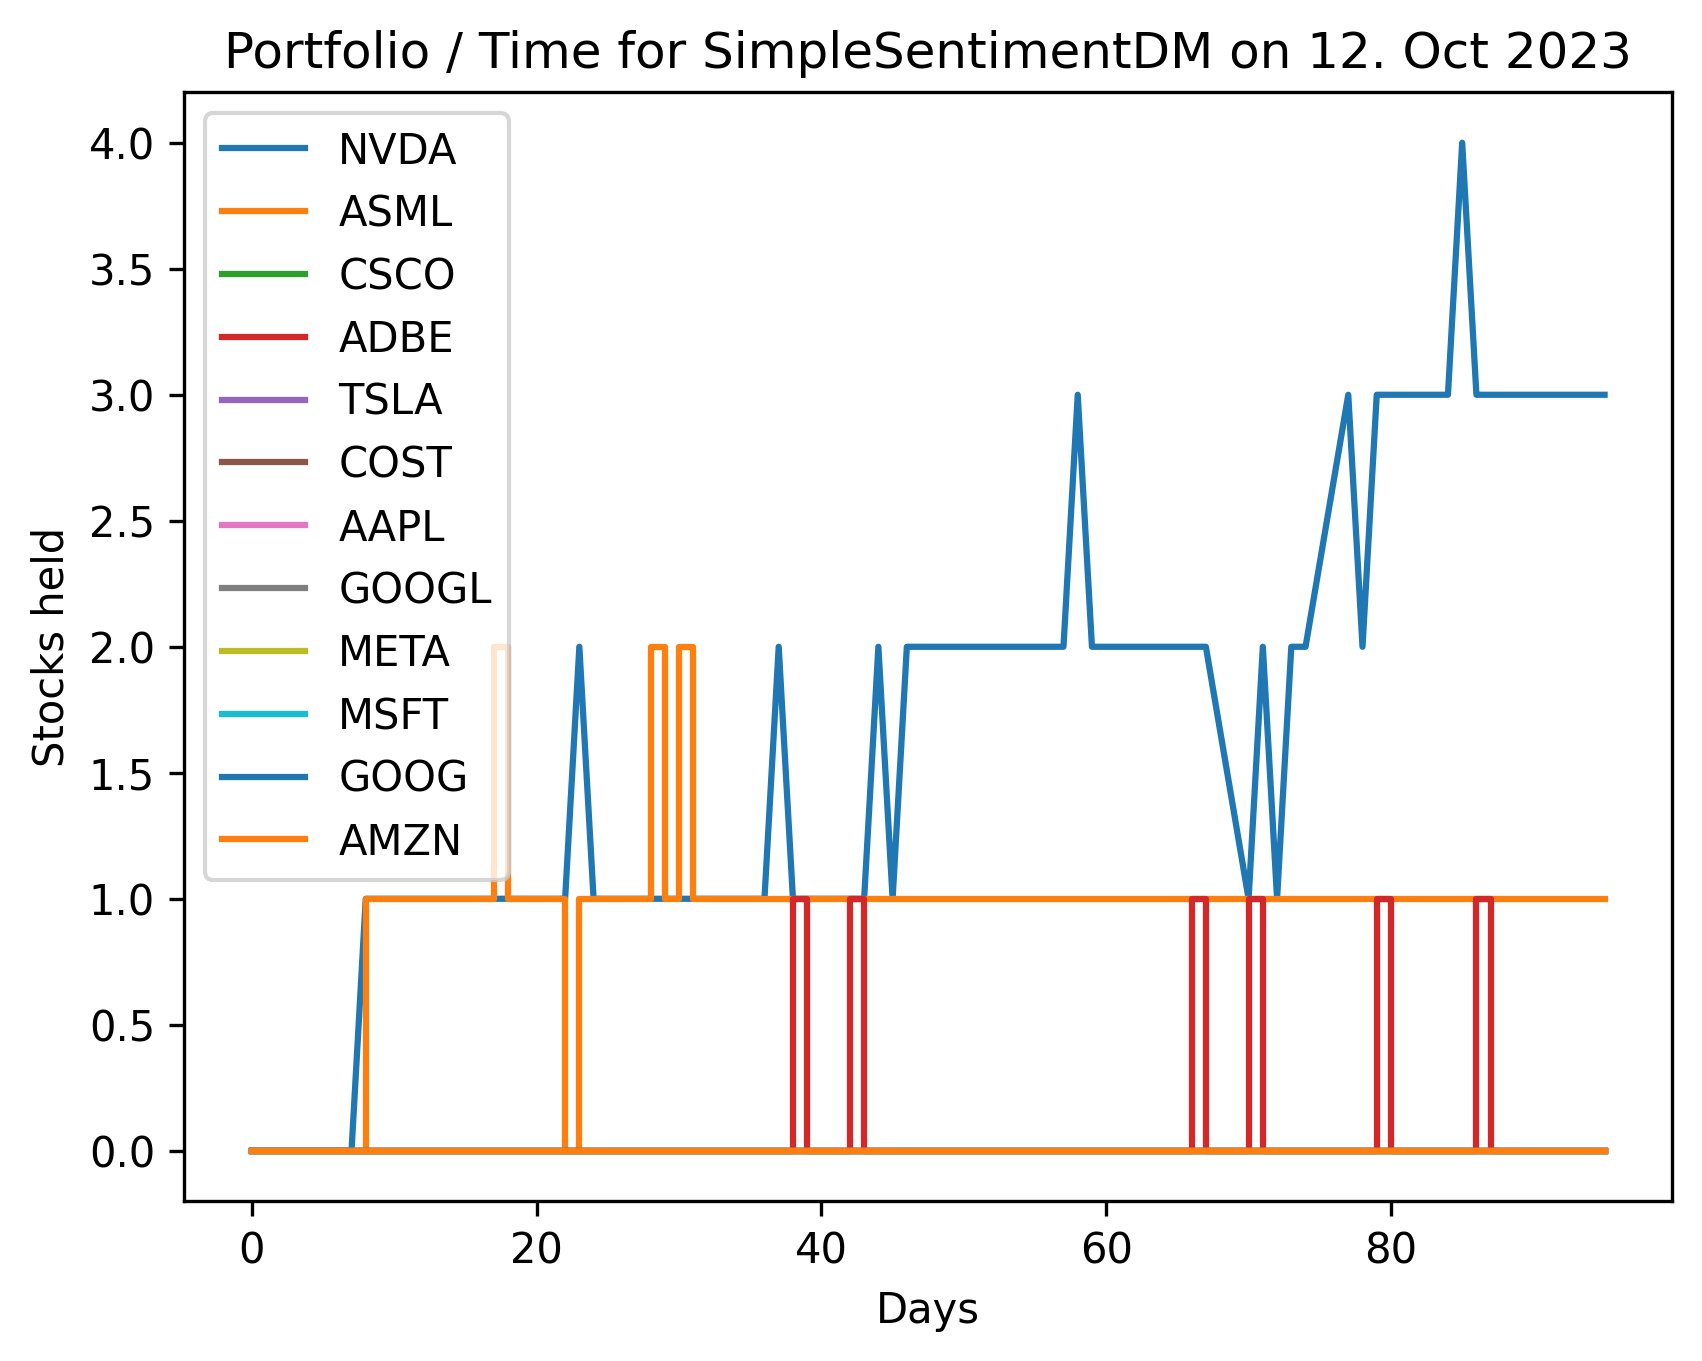 Portfolio / Time for SimpleSentimentDM on 12. Oct 2023
4.0
3.5
3.0
2.5
2.0
1.5
1.0
0.5
0.0
Stocks held
NVDA
ASML
CSCO
ADBE
TSLA
COST
AAPL
GOOGL
META
MSFT
GOOG
AMZN
0 20 40 60 80
Days